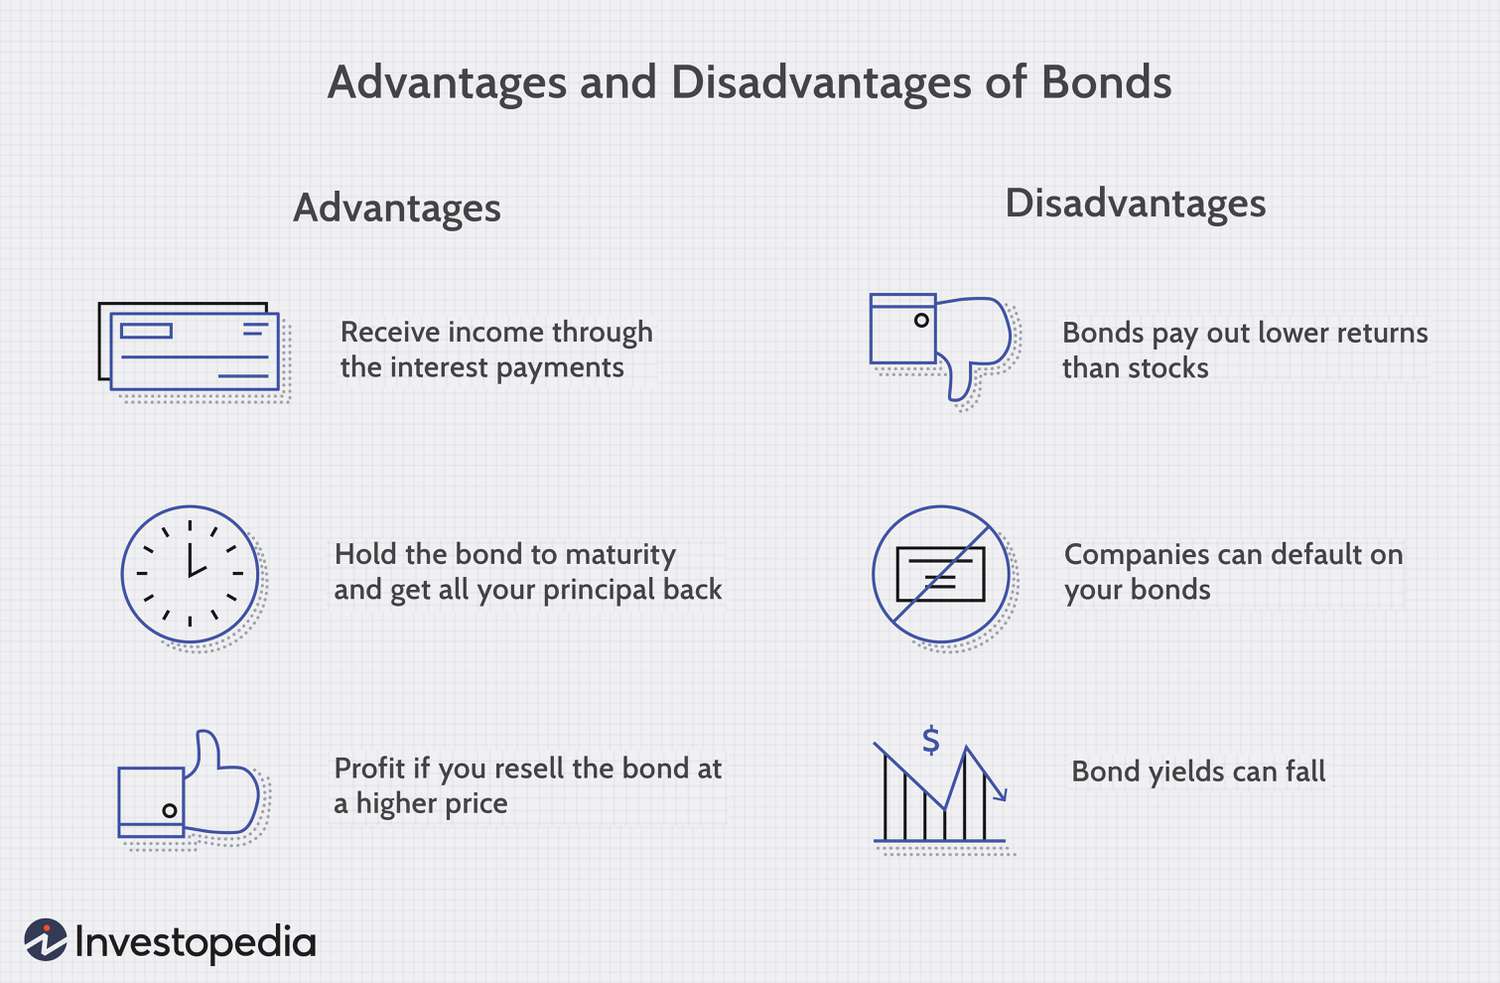 Advantages and Disadvantages of Bonds
Advantages
Receive income through
the interest payments
Hold the bond to maturity
and get all your principal back
Profit if you resell the bond at
a higher price
Disadvantages
Bonds pay out lower returns
than stocks
Companies can default on
your bonds
$
Bond yields can fall
Investopedia